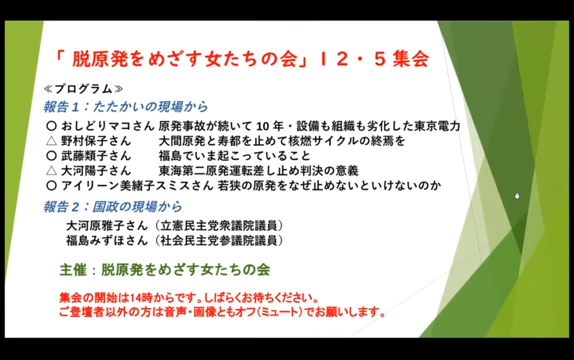 「 脱原発をめざす女たちの会」１２・５集会
≪プログラム≫
報告１：たたかいの現場から
〇 おしどりマコさん 原発事故が続いて 10 年・設備も組織も劣化した東京電力
△ 野村保子さん 大間原発と寿都を止めて核燃サイクルの終焉を
〇 武藤類子さん 福島でいま起こっていること
△ 大河陽子さん 東海第二原発運転差し止め判決の意義
〇 アイリーン美緒子スミスさん 若狭の原発をなぜ止めないといけないのか
報告２：国政の現場から
大河原雅子さん（立憲民主党衆議院議員）
福島みずほさん（社会民主党参議院議員）
主催：脱原発をめざす女たちの会
集会の開始は14時からです。しばらくお待ちください。
ご登壇者以外の方は音声・画像ともオフ（ミュート）でお願いします。